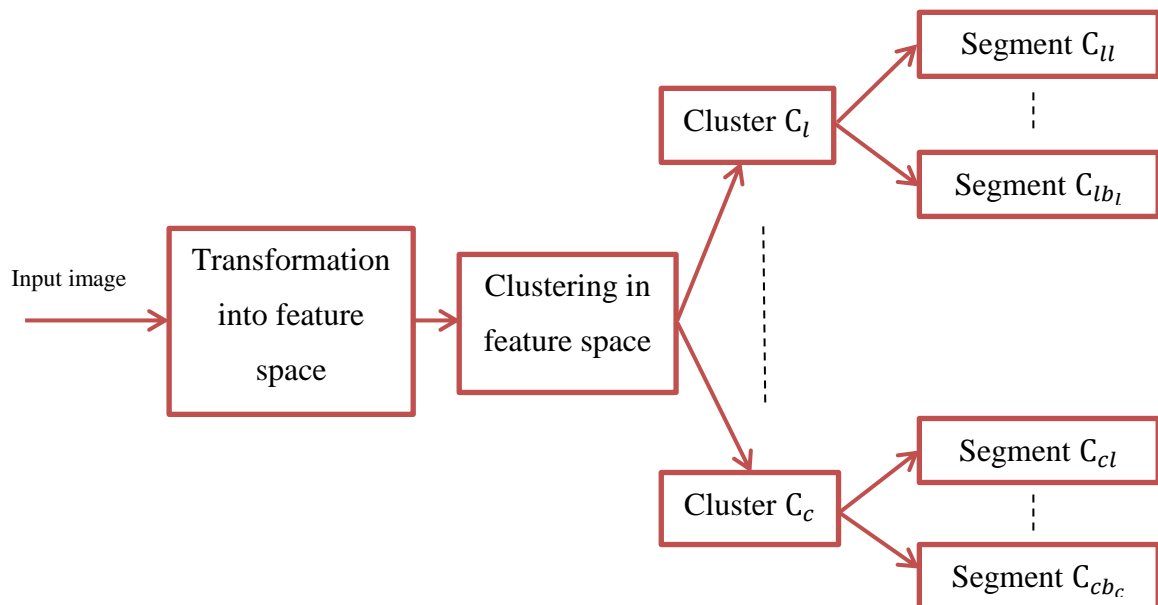 Input image
Transformation
into feature
space
Clustering in
feature space
Cluster C_l
Cluster C_c
Segment C_ll
Segment C_lb_l
Segment C_cl
Segment C_cb_c